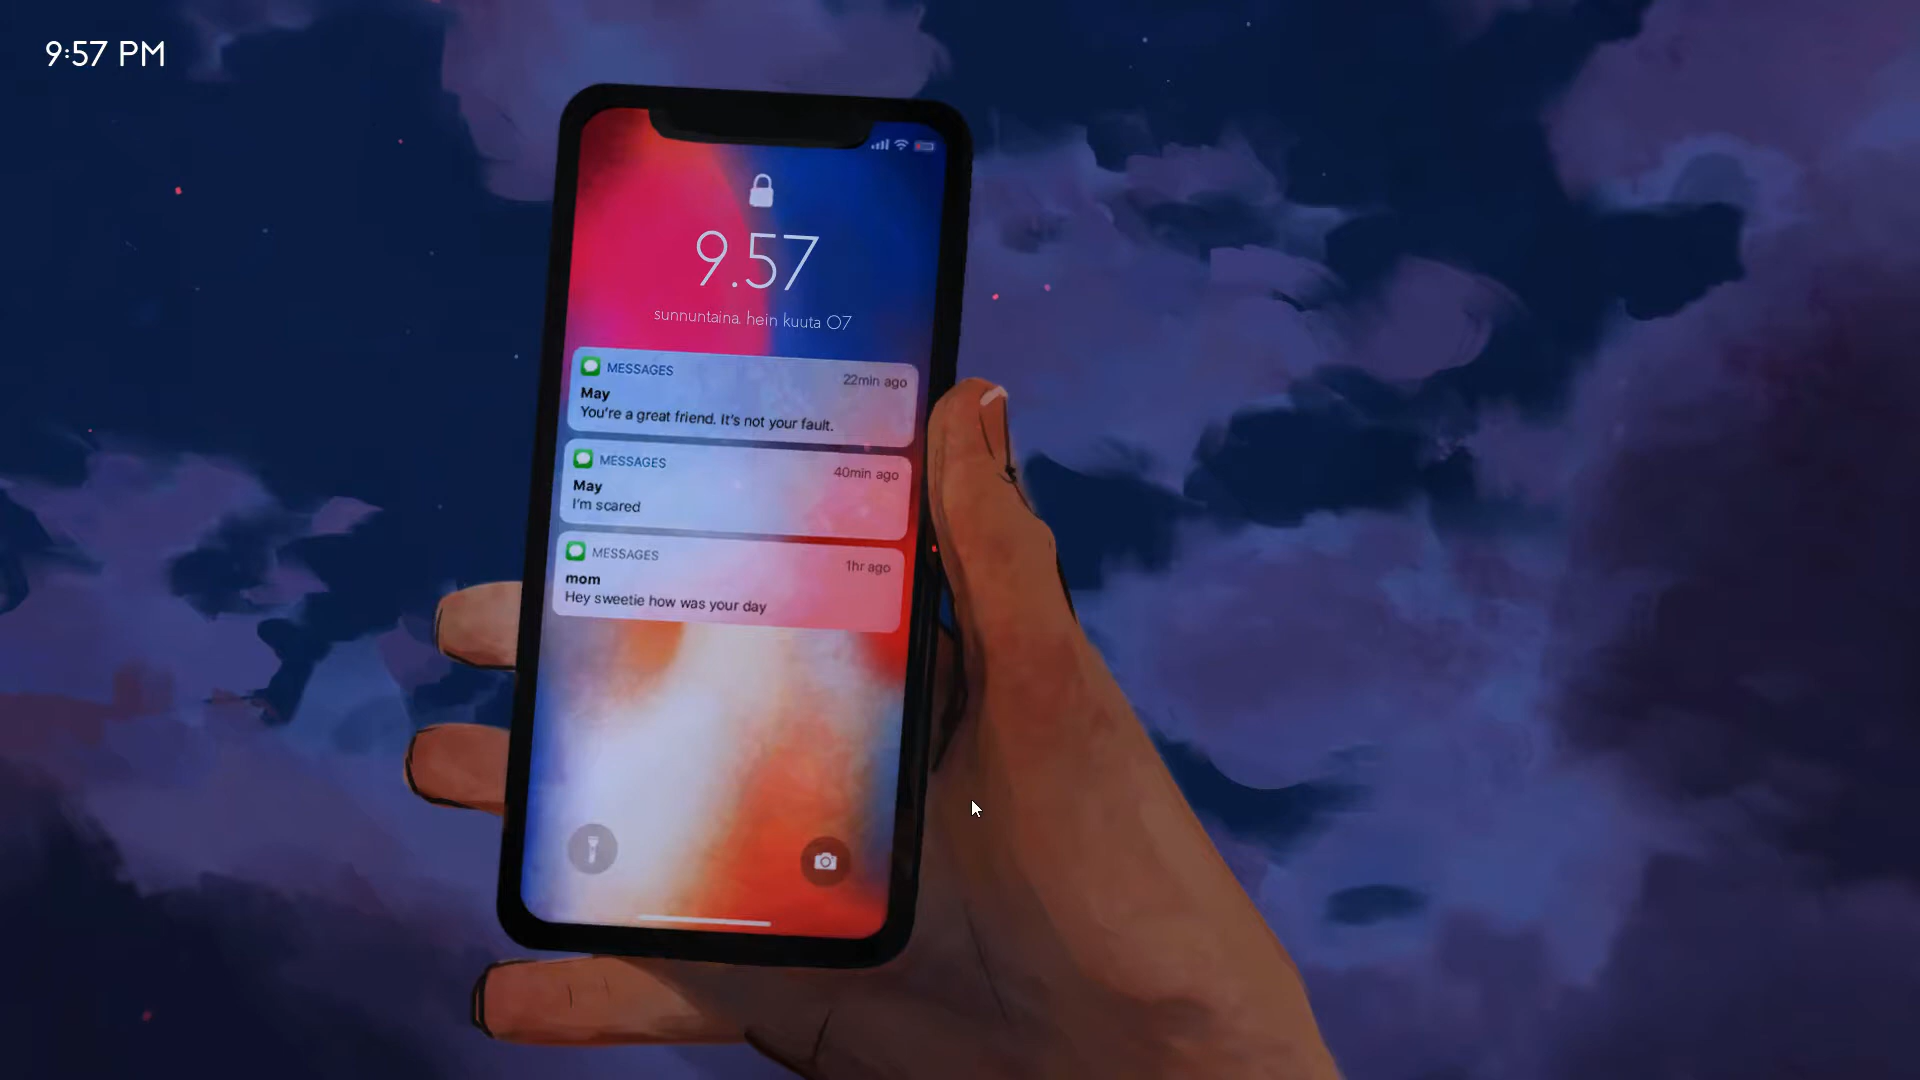 9:57 PM
9.57
sunnuntaina. hein kuuta 07
MESSAGES 22min ago
May
You're a great friend. It's not your fault.
MESSAGES 40min ago
May
I'm scared
MESSAGES 1hr ago
mom
Hey sweetie how was your day